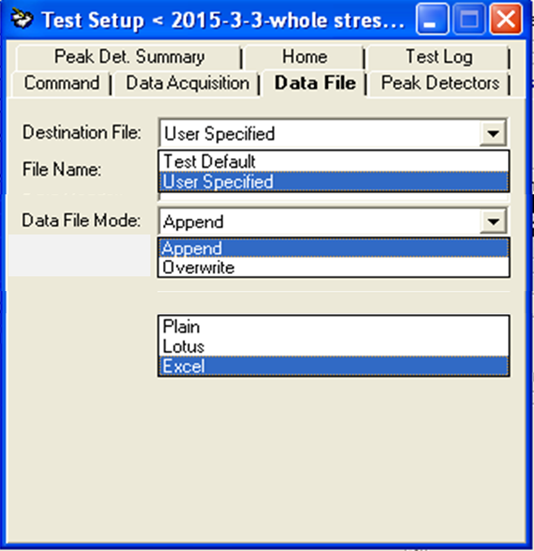 Test Setup < 2015-3-3-whole stres...
Peak Det. Summary Home Test Log
Command Data Acquisition Data File Peak Detectors
Destination File: User Specified
Test Default
File Name:
User Specified
Data File Mode: Append
Append
Overwrite
Plain
Lotus
Excel